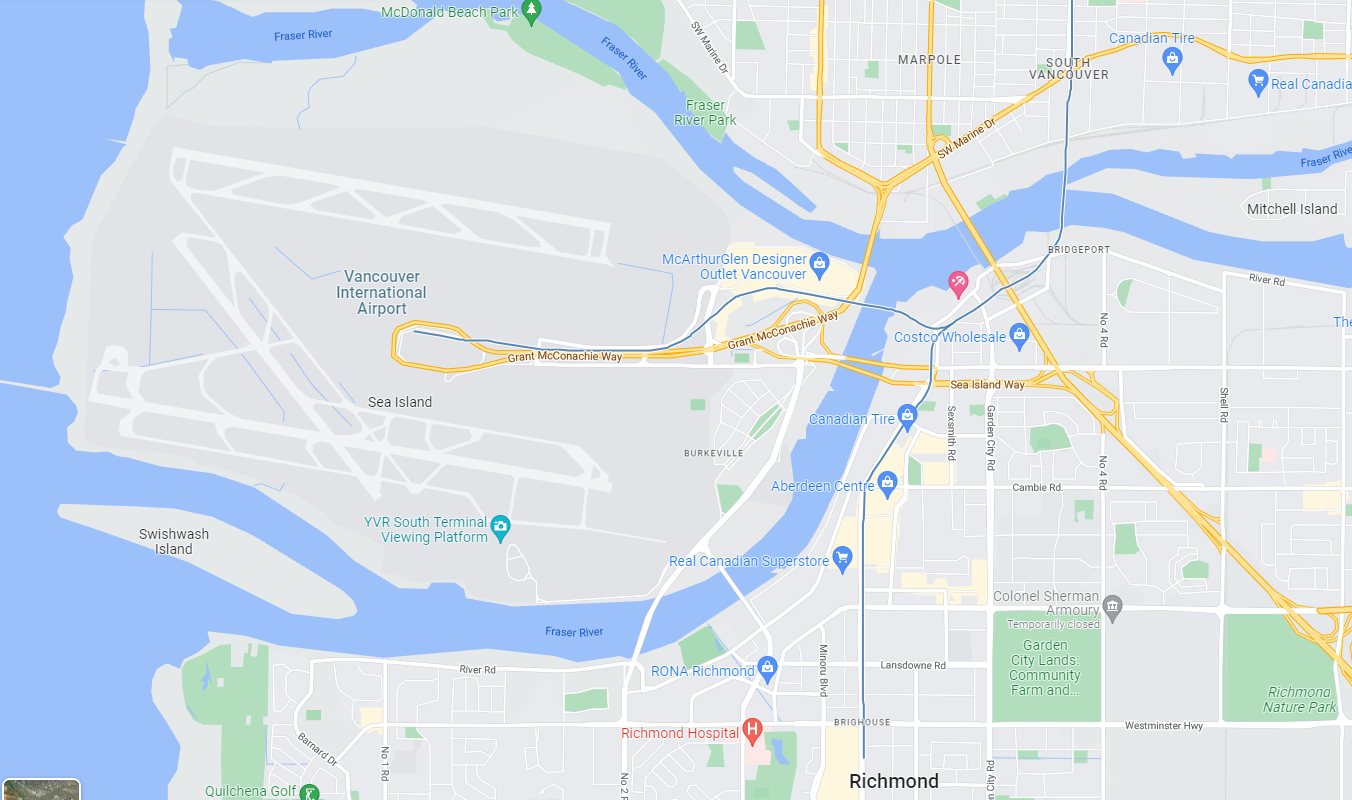 McDonald Beach Park
Fraser River
Fraser River
SW Marine Dr
MARPOLE
SOUTH
VANCOUVER
Canadian Tire
Real Canadia
Fraser
River Park
SW Marine Dr
Fraser Rive
Mitchell Island
BRIDGEPORT
McArthurGlen Designer
Outlet Vancouver
Vancouver
International
Airport
River Rd
No 4 Rd
The
Costco Wholesale
Grant McConachie Way
Grant McConachie Way
Sea Island Way
Sea Island
Canadian Tire
Sexsmith Rd
Garden City Rd
Shell Rd
BURKEVILLE
No 4 Rd
Aberdeen Centre
Cambie Rd.
YVR South Terminal
Viewing Platform
Swishwash
Island
Real Canadian Superstore
Colonel Sherman
Armoury
Temporarily closed
Fraser River
Garden
City Lands:
Community
Farm and...
River Rd
RONA Richmond
Minoru Blvd
Lansdowne Rd
Richmond
Nature Park
Richmond Hospital
BRIGHOUSE
Westminster Hwy
Barnard Dr
No 1 Rd
No 2 R
n City Rd
Richmond
Quilchena Golf